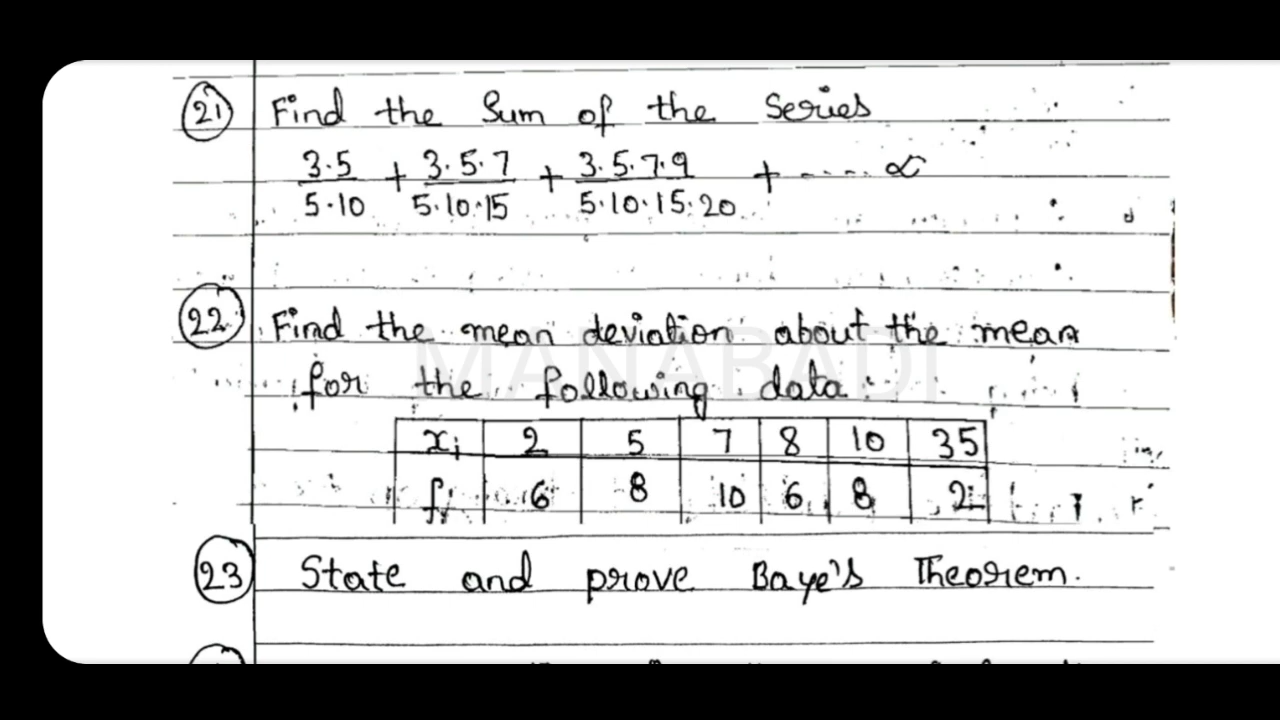 21 Find the Sum of the Series
3.5/5.10 + 3.5.7/5.10.15 + 3.5.7.9/5.10.15.20 + ..... ∝
22 Find the mean deviation about the mean
MANABADI
for the following data:
xi 2 5 7 8 10 35
fi 6 8 10 6 8 2
23 State and prove Baye's Theorem.